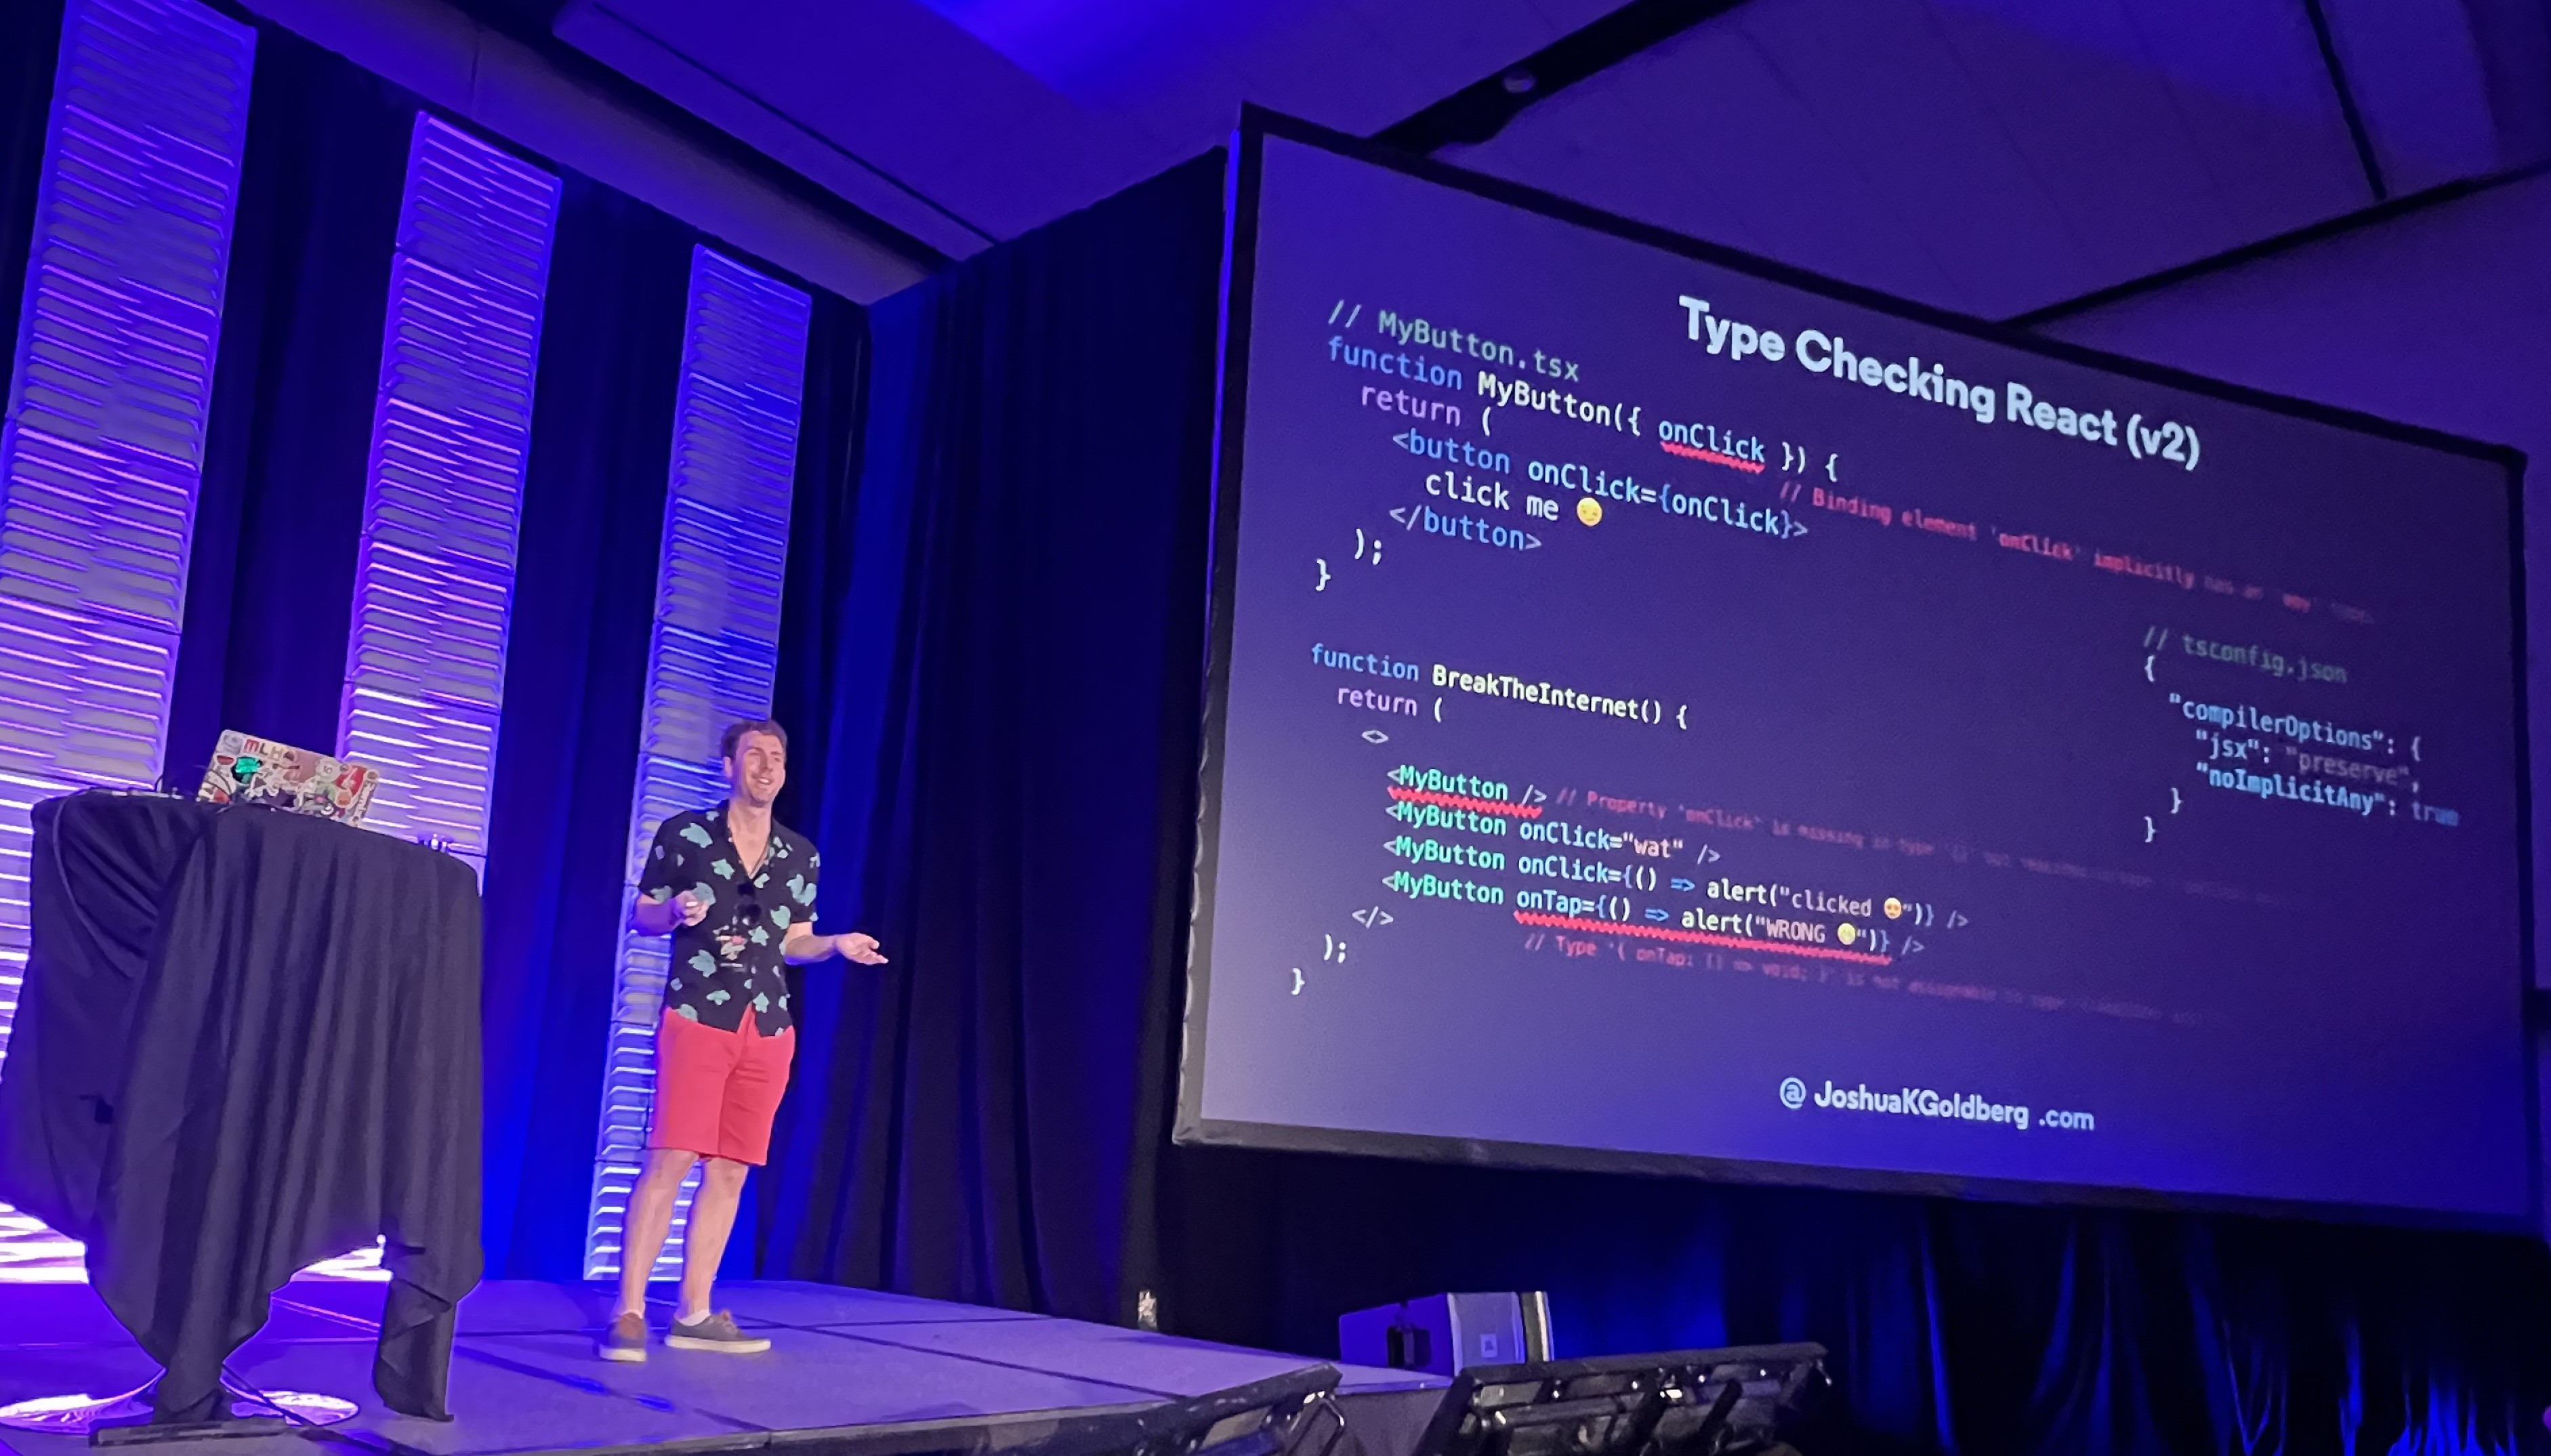 Type Checking React (v2)
// MyButton.tsx
function MyButton({ onClick }) {
// Binding element 'onClick' implicitly has an 'any' type.
return (
<button onClick={onClick}>
click me 😏
</button>
);
}
function BreakTheInternet() {
return (
<>
<MyButton /> // Property 'onClick' is missing in type '{}' but
<MyButton onClick="wat" />
<MyButton onClick={() => alert("clicked")} />
<MyButton onTap={() => alert("WRONG")} />
// Type '{ onTap: () => void; }' is not assignable to type
</>
);
}
// tsconfig.json
{
"compilerOptions": {
"jsx": "preserve",
"noImplicitAny": true
}
}
@ JoshuaKGoldberg .com
MLH